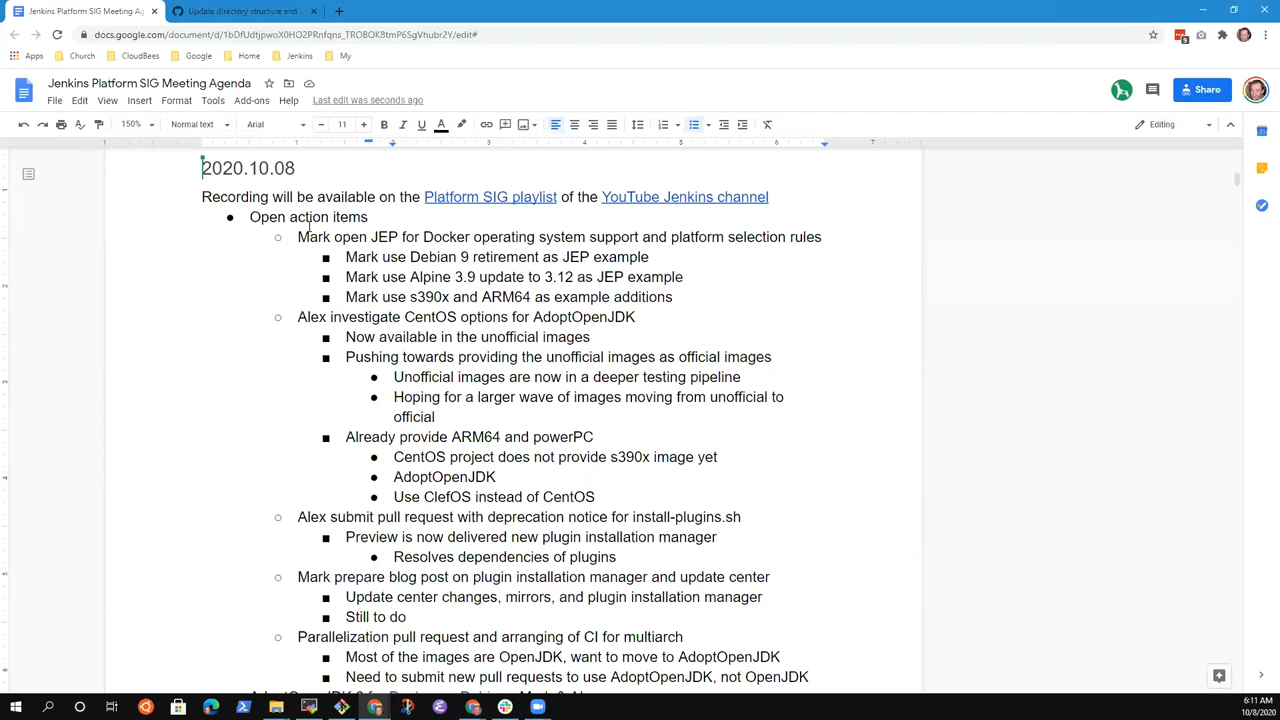 Jenkins Platform SIG Meeting Ag
Update directory structure and
docs.google.com/document/d/1bDfUdtjpwoX0HO2PRnfqns_TROBOK8tmP6SgVhubr2Y/edit#
Apps Church CloudBees Google Home Jenkins My
Jenkins Platform SIG Meeting Agenda
File Edit View Insert Format Tools Add-ons Help Last edit was seconds ago
Share
150% Normal text Arial 11 Editing
2020.10.08
Recording will be available on the Platform SIG playlist of the YouTube Jenkins channel
● Open action items
○ Mark open JEP for Docker operating system support and platform selection rules
■ Mark use Debian 9 retirement as JEP example
■ Mark use Alpine 3.9 update to 3.12 as JEP example
■ Mark use s390x and ARM64 as example additions
○ Alex investigate CentOS options for AdoptOpenJDK
■ Now available in the unofficial images
■ Pushing towards providing the unofficial images as official images
● Unofficial images are now in a deeper testing pipeline
● Hoping for a larger wave of images moving from unofficial to
official
■ Already provide ARM64 and powerPC
● CentOS project does not provide s390x image yet
● AdoptOpenJDK
● Use ClefOS instead of CentOS
○ Alex submit pull request with deprecation notice for install-plugins.sh
■ Preview is now delivered new plugin installation manager
● Resolves dependencies of plugins
○ Mark prepare blog post on plugin installation manager and update center
■ Update center changes, mirrors, and plugin installation manager
■ Still to do
○ Parallelization pull request and arranging of CI for multiarch
■ Most of the images are OpenJDK, want to move to AdoptOpenJDK
■ Need to submit new pull requests to use AdoptOpenJDK, not OpenJDK
6:11 AM
10/8/2020